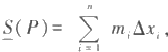 S̲(P) = ∑_{i = 1}^{n} m_i Δx_i ,